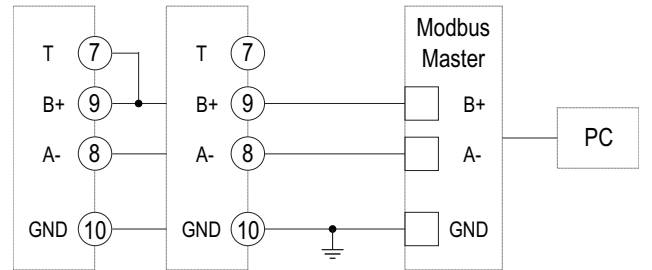 Modbus
Master
T 7 T 7
B+ 9 B+ 9 B+
PC
A- 8 A- 8 A-
GND 10 GND 10 GND